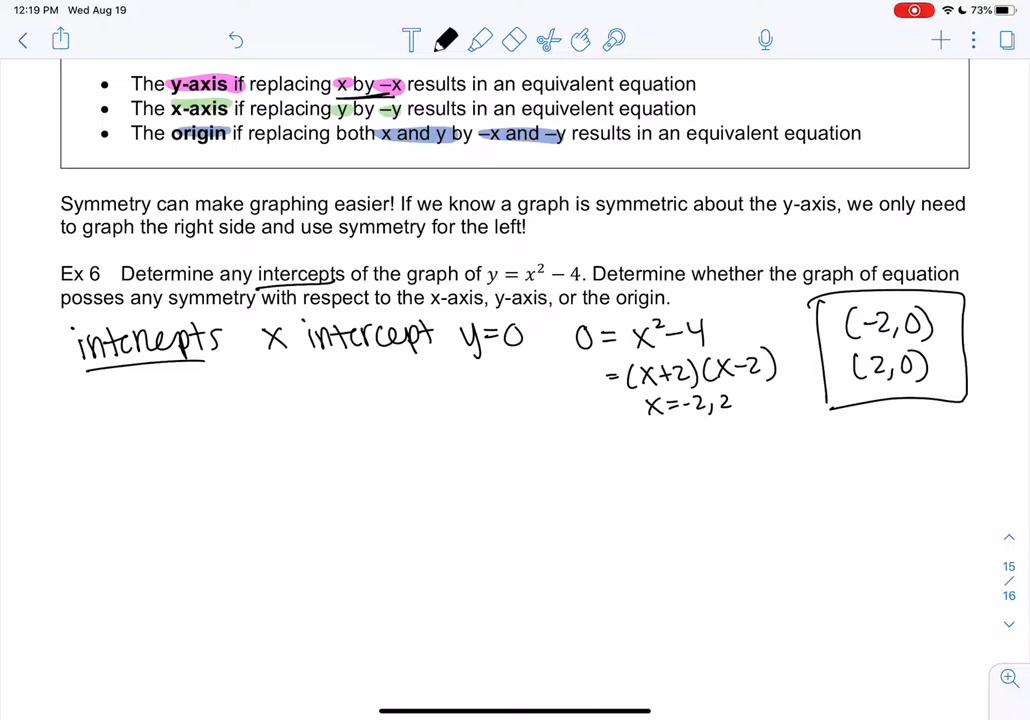 12:19 PM Wed Aug 19 73%
• The y-axis if replacing x by –x results in an equivalent equation
• The x-axis if replacing y by –y results in an equivalent equation
• The origin if replacing both x and y by –x and –y results in an equivalent equation
Symmetry can make graphing easier! If we know a graph is symmetric about the y-axis, we only need
to graph the right side and use symmetry for the left!
Ex 6 Determine any intercepts of the graph of y = x² − 4. Determine whether the graph of equation
posses any symmetry with respect to the x-axis, y-axis, or the origin.
intercepts x intercept y=0 0 = x²-4
= (x+2)(x-2)
x=-2,2
(-2,0)
(2,0)
15
/
16